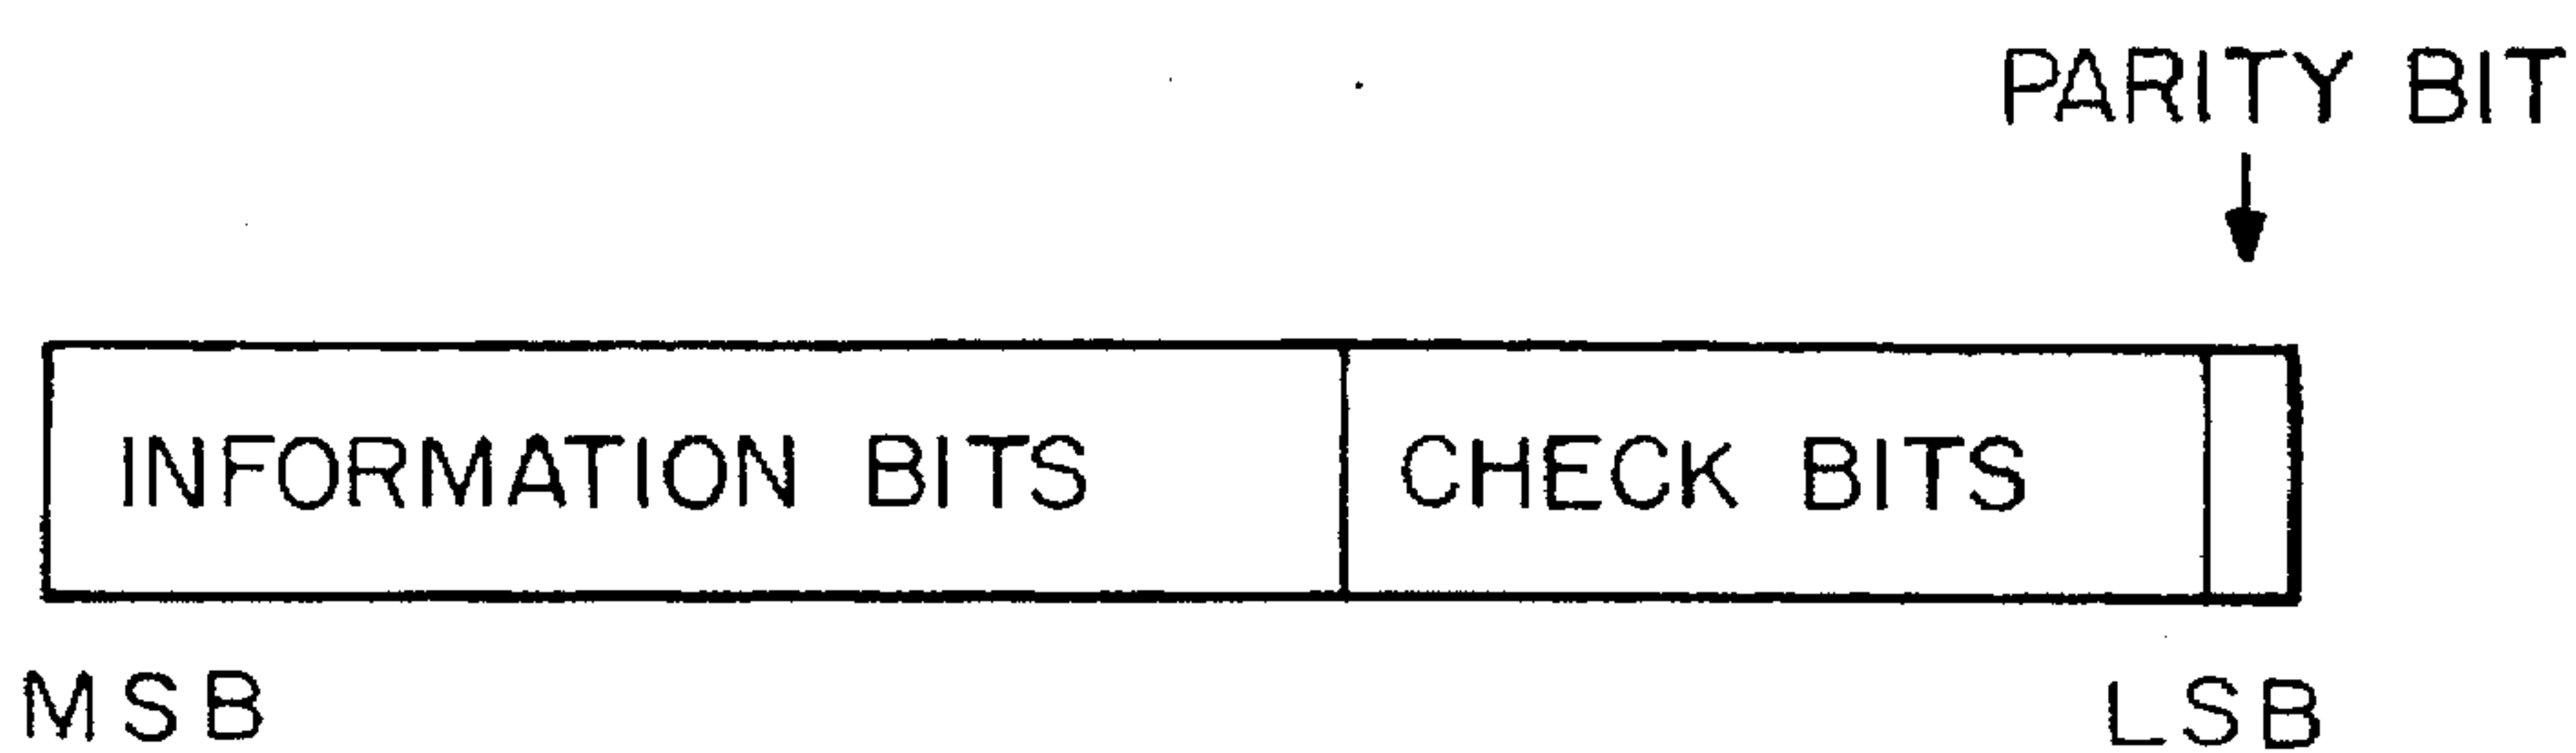 PARITY BIT
INFORMATION BITS
CHECK BITS
MSB
LSB